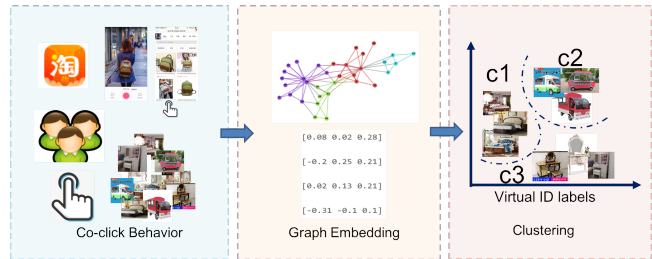 淘
c1
c2
c3
[0.08 0.02 0.28]
[-0.2 0.25 0.21]
[0.02 0.13 0.21]
[-0.31 -0.1 0.1]
Virtual ID labels
Co-click Behavior
Graph Embedding
Clustering